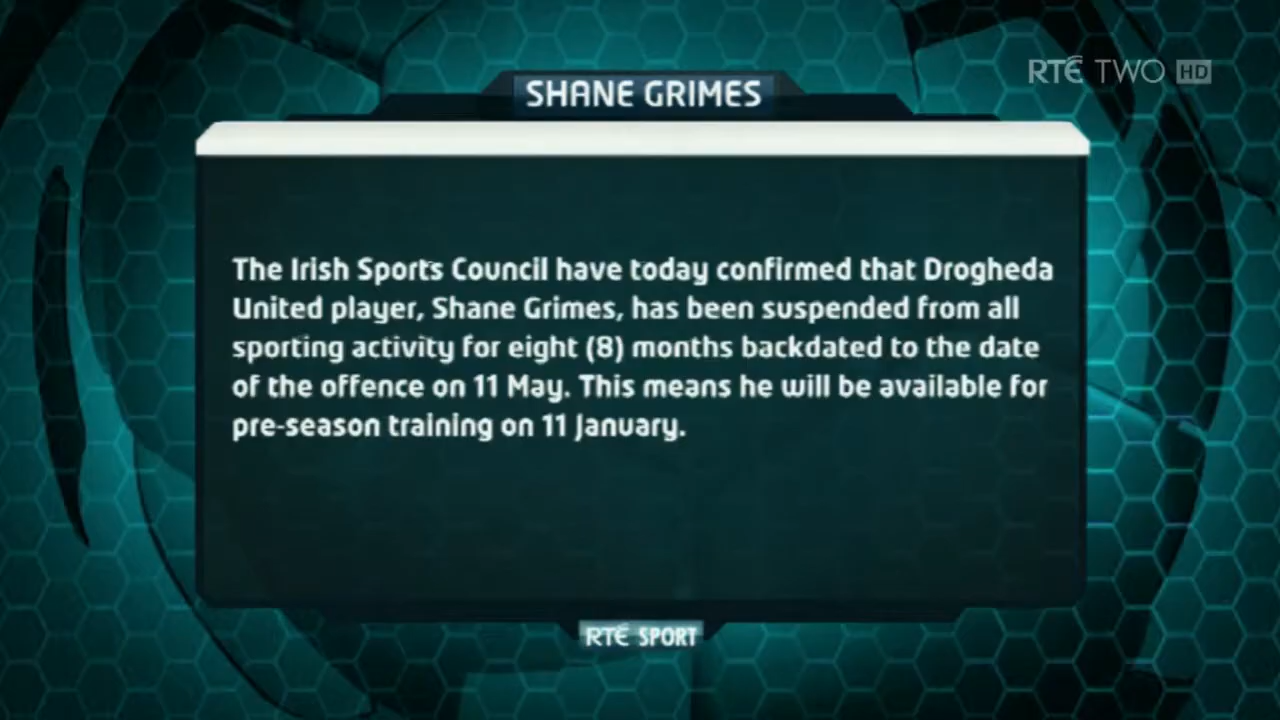 RTÉ TWO HD
SHANE GRIMES
The Irish Sports Council have today confirmed that Drogheda
United player, Shane Grimes, has been suspended from all
sporting activity for eight (8) months backdated to the date
of the offence on 11 May. This means he will be available for
pre-season training on 11 January.
RTÉ SPORT